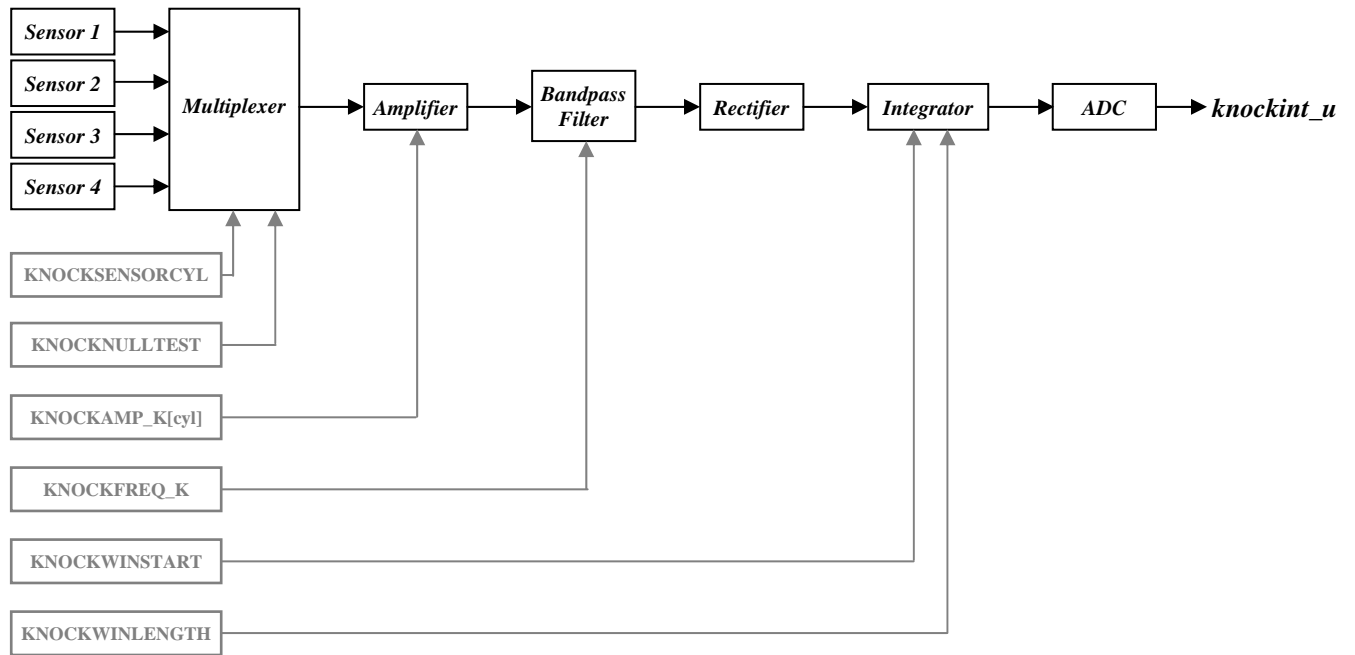 Sensor 1
Sensor 2
Sensor 3
Sensor 4
Multiplexer
Amplifier
Bandpass
Filter
Rectifier
Integrator
ADC
knockint_u
KNOCKSENSORCYL
KNOCKNULLTEST
KNOCKAMP_K[cyl]
KNOCKFREQ_K
KNOCKWINSTART
KNOCKWINLENGTH